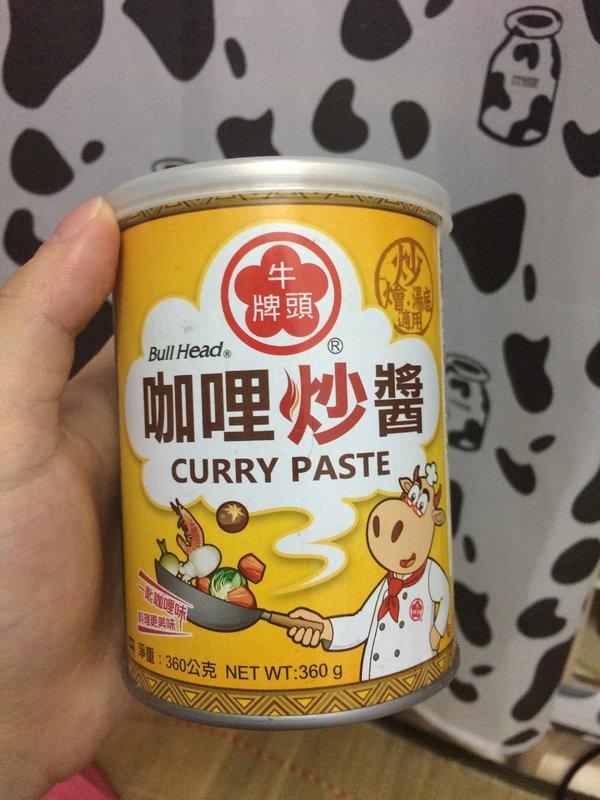 牛
牌頭
®
Bull Head®
炒
燴·湯底
適用
咖哩炒醬
CURRY PASTE
一匙咖哩味
料理更美味！
淨重：360公克 NET WT:360 g